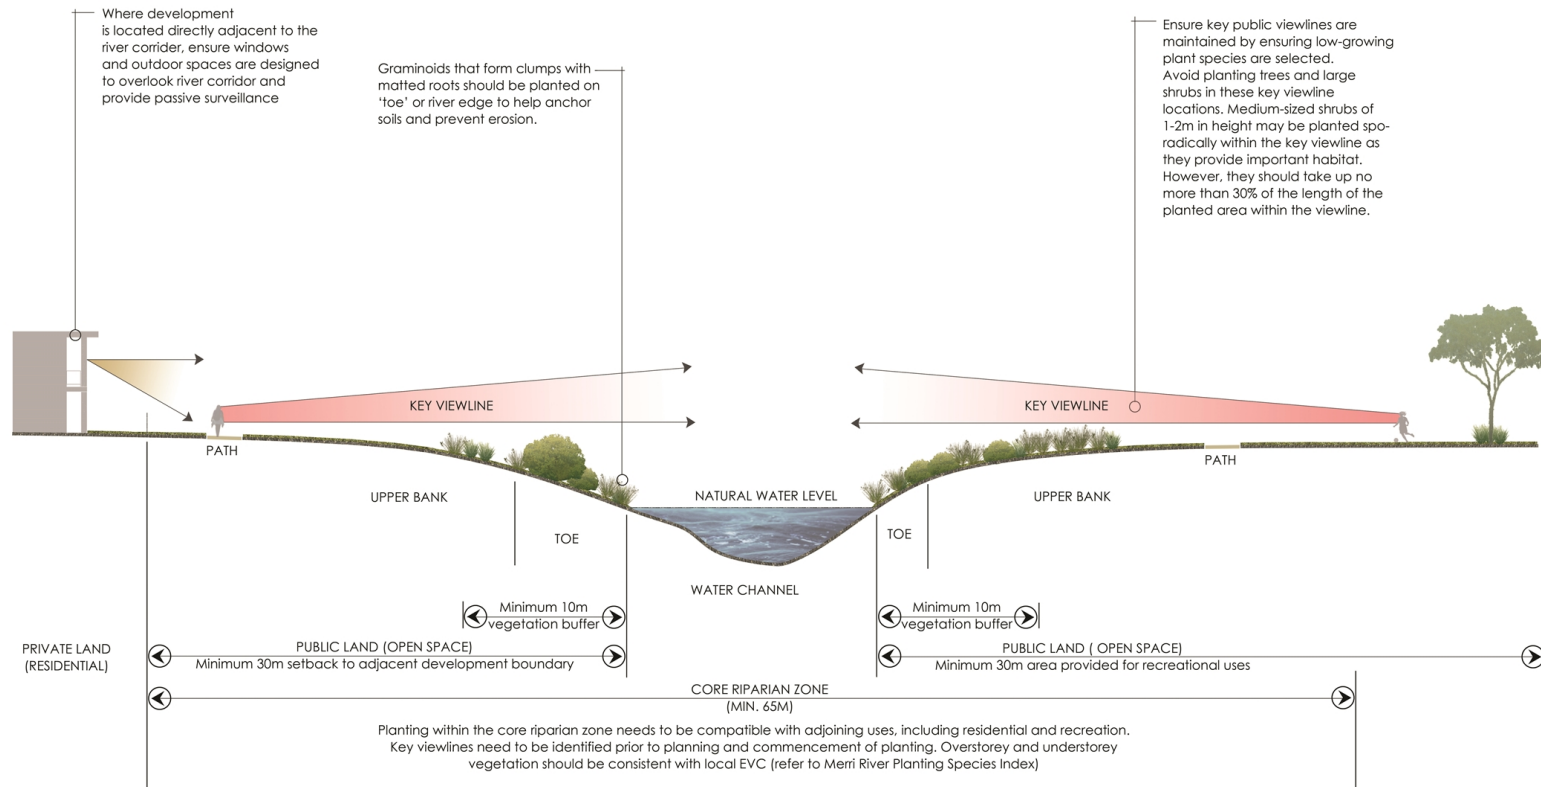 Where development
is located directly adjacent to the
river corrider, ensure windows
and outdoor spaces are designed
to overlook river corridor and
provide passive surveillance
Graminoids that form clumps with
matted roots should be planted on
‘toe’ or river edge to help anchor
soils and prevent erosion.
Ensure key public viewlines are
maintained by ensuring low-growing
plant species are selected.
Avoid planting trees and large
shrubs in these key viewline
locations. Medium-sized shrubs of
1-2m in height may be planted spo-
radically within the key viewline as
they provide important habitat.
However, they should take up no
more than 30% of the length of the
planted area within the viewline.
KEY VIEWLINE
KEY VIEWLINE
PATH
PATH
UPPER BANK
NATURAL WATER LEVEL
UPPER BANK
TOE
TOE
WATER CHANNEL
Minimum 10m
vegetation buffer
Minimum 10m
vegetation buffer
PRIVATE LAND
(RESIDENTIAL)
PUBLIC LAND (OPEN SPACE)
Minimum 30m setback to adjacent development boundary
PUBLIC LAND ( OPEN SPACE)
Minimum 30m area provided for recreational uses
CORE RIPARIAN ZONE
(MIN. 65M)
Planting within the core riparian zone needs to be compatible with adjoining uses, including residential and recreation.
Key viewlines need to be identified prior to planning and commencement of planting. Overstorey and understorey
vegetation should be consistent with local EVC (refer to Merri River Planting Species Index)